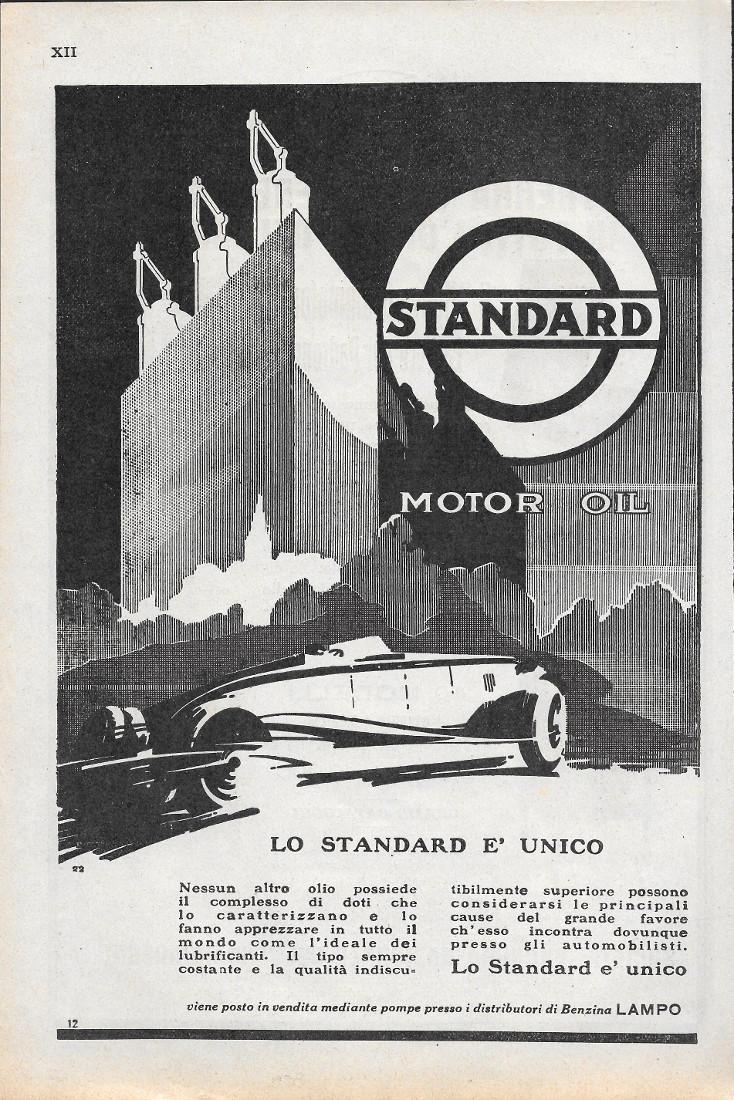 XII
STANDARD
MOTOR OIL
LO STANDARD E' UNICO
22
Nessun altro olio possiede
il complesso di doti che
lo caratterizzano e lo
fanno apprezzare in tutto il
mondo come l'ideale dei
lubrificanti. Il tipo sempre
costante e la qualità indiscu=
tibilmente superiore possono
considerarsi le principali
cause del grande favore
ch'esso incontra dovunque
presso gli automobilisti.
Lo Standard e' unico
viene posto in vendita mediante pompe presso i distributori di Benzina LAMPO
12